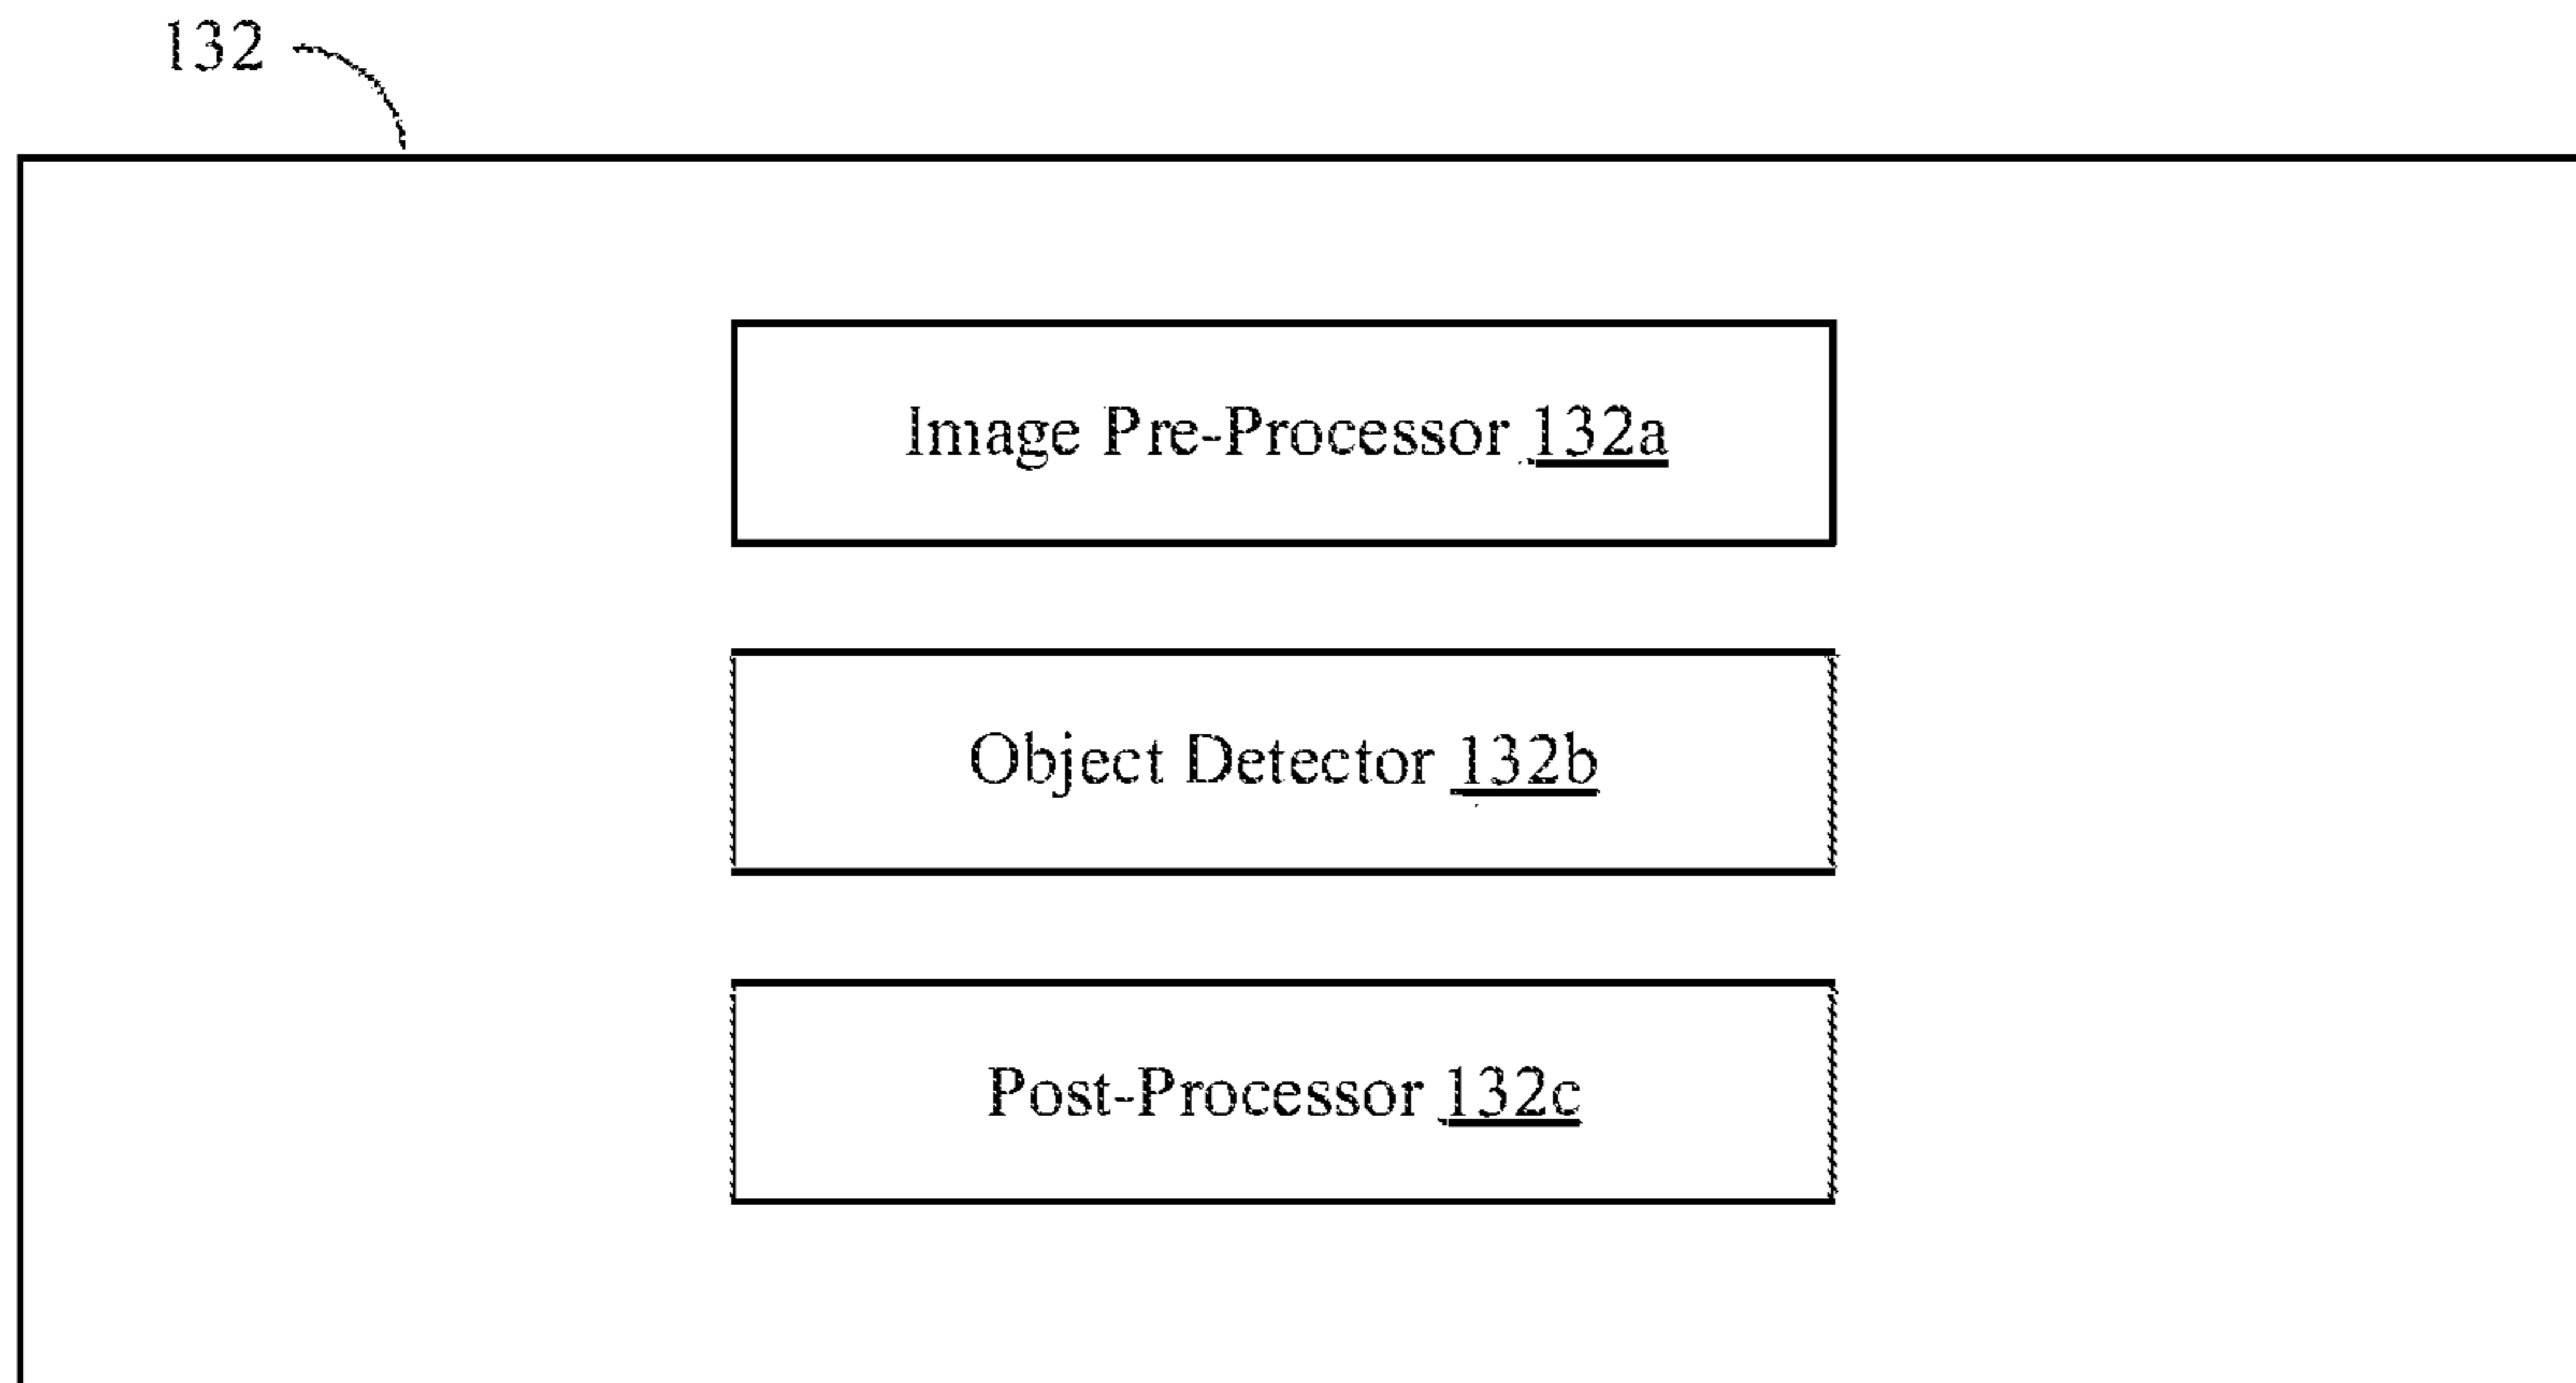 132
Image Pre-Processor 132a
Object Detector 132b
Post-Processor 132c